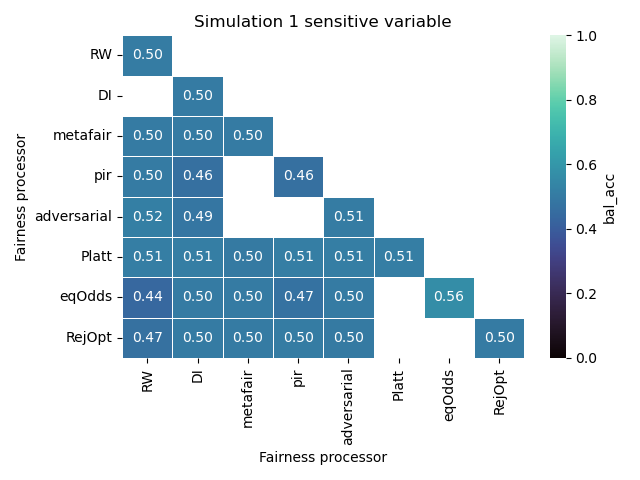 Simulation 1 sensitive variable
Fairness processor
RW 0.50
DI 0.50
metafair 0.50 0.50 0.50
pir 0.50 0.46 0.46
adversarial 0.52 0.49 0.51
Platt 0.51 0.51 0.50 0.51 0.51 0.51
eqOdds 0.44 0.50 0.50 0.47 0.50 0.56
RejOpt 0.47 0.50 0.50 0.50 0.50 0.50
RW DI metafair pir adversarial Platt eqOdds RejOpt
Fairness processor
1.0
0.8
0.6
0.4
0.2
0.0
bal_acc